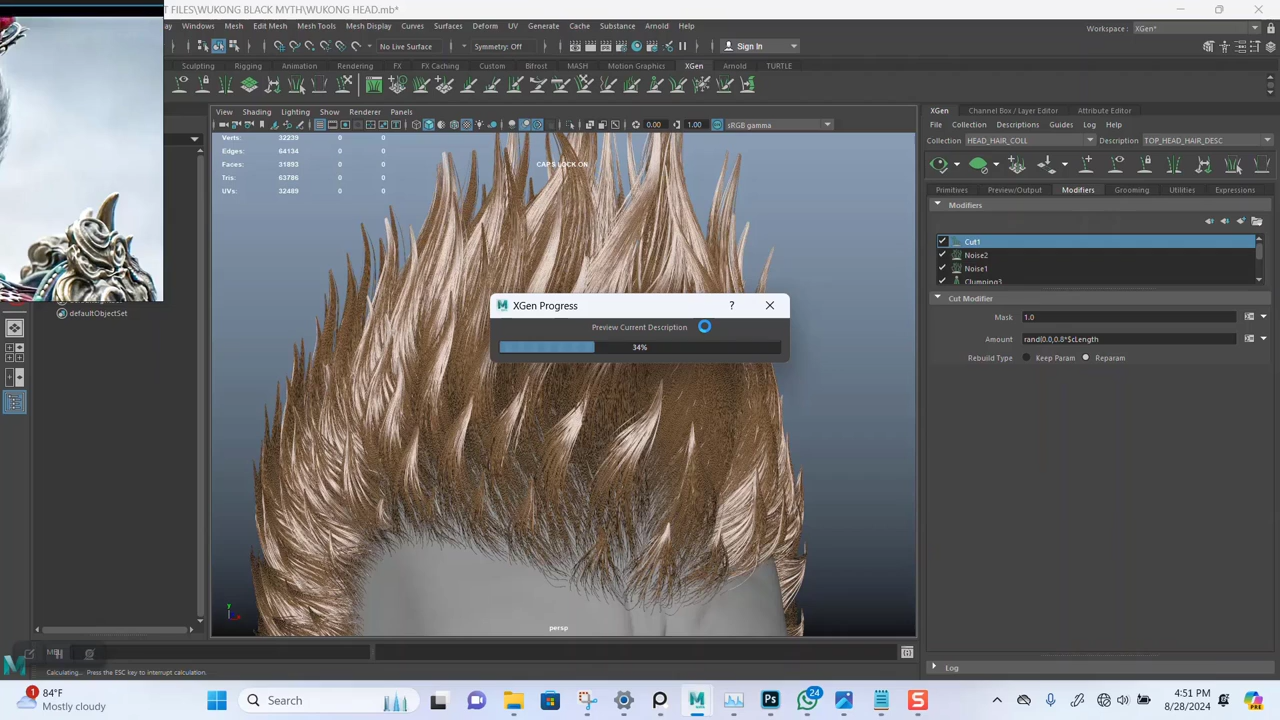 T FILES\WUKONG BLACK MYTH\WUKONG HEAD.mb*
Windows Mesh Edit Mesh Mesh Tools Mesh Display Curves Surfaces Deform UV Generate Cache Substance Arnold Help
Workspace : XGen*
No Live Surface Symmetry: Off Sign In
Sculpting Rigging Animation Rendering FX FX Caching Custom Bifrost MASH Motion Graphics XGen Arnold TURTLE
View Shading Lighting Show Renderer Panels
0.00 1.00 sRGB gamma
Verts: 32239 0 0
Edges: 64134 0 0
Faces: 31893 0 0
Tris: 63786 0 0
UVs: 32489 0 0
CAPS LOCK ON
XGen Channel Box / Layer Editor Attribute Editor
File Collection Descriptions Guides Log Help
Collection HEAD_HAIR_COLL Description TOP_HEAD_HAIR_DESC
Primitives Preview/Output Modifiers Grooming Utilities Expressions
Modifiers
Cut1
Noise2
Noise1
Clumping3
Cut Modifier
Mask 1.0
Amount rand(0.0,0.8*$cLength
Rebuild Type Keep Param Reparam
XGen Progress
Preview Current Description
34%
defaultObjectSet
y
persp
Log
Calculating... Press the ESC key to interrupt calculation.
1
84°F
Mostly cloudy
Search
24
4:51 PM
8/28/2024